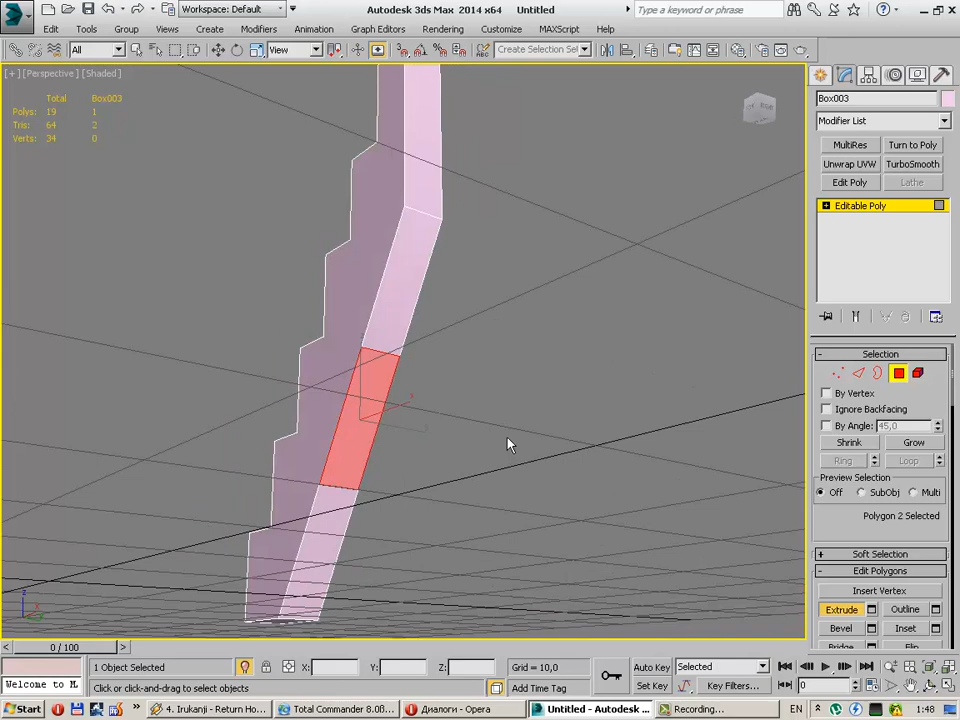 Workspace: Default
Autodesk 3ds Max 2014 x64 Untitled
Type a keyword or phrase
Edit Tools Group Views Create Modifiers Animation Graph Editors Rendering Customize MAXScript Help
All
View
Create Selection Se
[+] [Perspective] [Shaded]
Total Box003
Polys: 19 1
Tris: 64 2
Verts: 34 0
Box003
Modifier List
MultiRes Turn to Poly
Unwrap UVW TurboSmooth
Edit Poly Lathe
Editable Poly
Selection
By Vertex
Ignore Backfacing
By Angle: 45,0
Shrink Grow
Ring Loop
Preview Selection
Off SubObj Multi
Polygon 2 Selected
Soft Selection
Edit Polygons
Insert Vertex
Extrude Outline
Bevel Inset
Bridge Flip
0 / 100
1 Object Selected X: Y: Z: Grid = 10,0 Auto Key Selected
Welcome to M
Click or click-and-drag to select objects Add Time Tag Set Key Key Filters... 0
Start 4. Irukanji - Return Ho... Total Commander 8.0... Диалоги - Opera Untitled - Autodesk 3d... Recording... EN 1:48